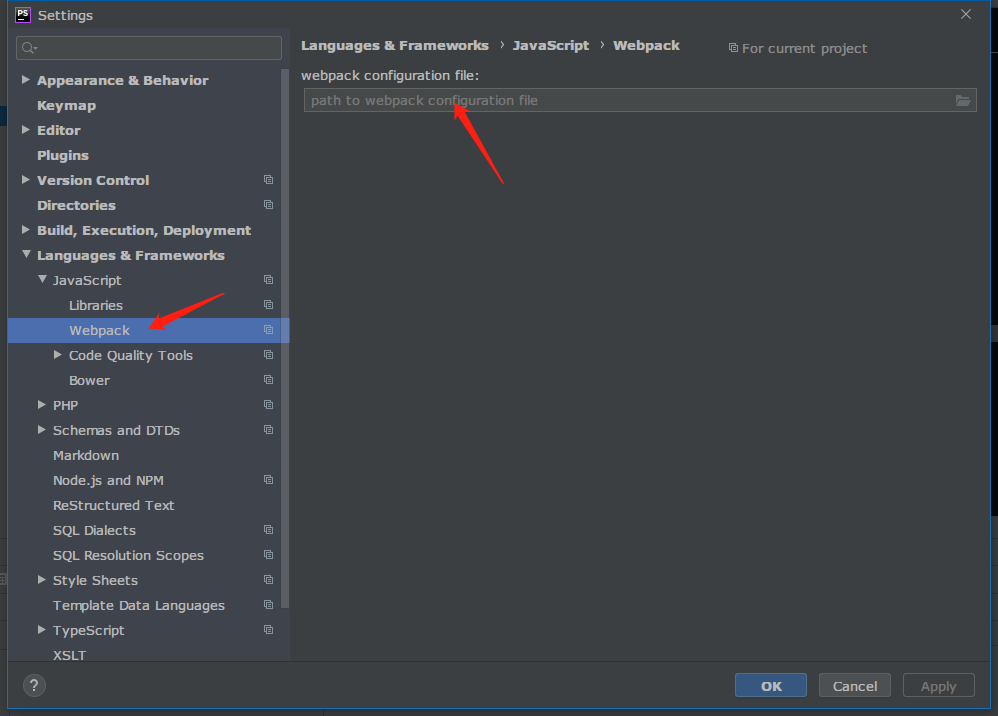 PS Settings
Languages & Frameworks › JavaScript › Webpack For current project
webpack configuration file:
path to webpack configuration file
Appearance & Behavior
Keymap
Editor
Plugins
Version Control
Directories
Build, Execution, Deployment
Languages & Frameworks
JavaScript
Libraries
Webpack
Code Quality Tools
Bower
PHP
Schemas and DTDs
Markdown
Node.js and NPM
ReStructured Text
SQL Dialects
SQL Resolution Scopes
Style Sheets
Template Data Languages
TypeScript
XSLT
? OK Cancel Apply